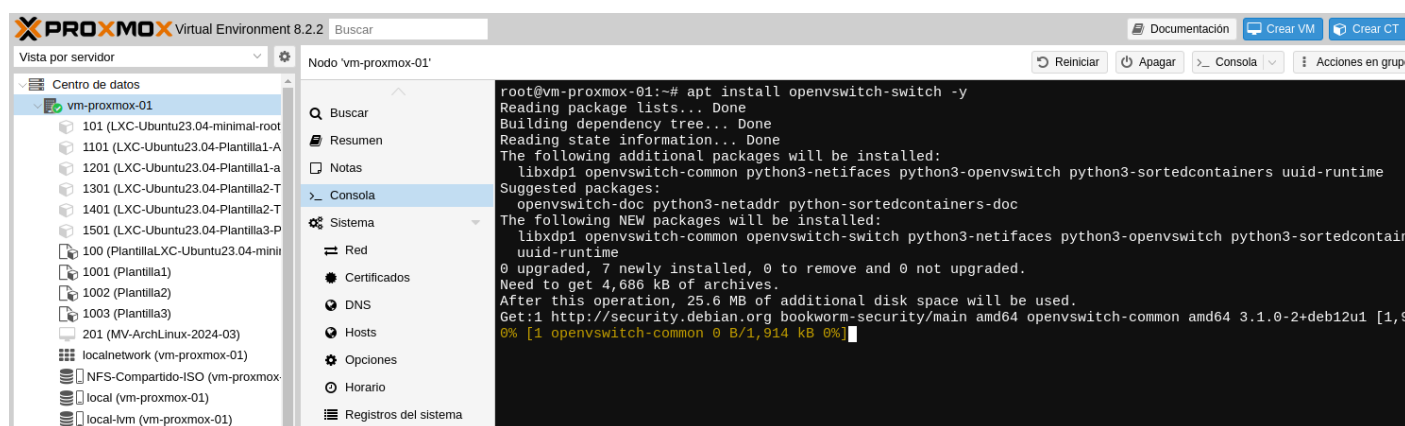 PROXMOX Virtual Environment 8.2.2 Buscar
Documentación Crear VM Crear CT
Vista por servidor
Nodo 'vm-proxmox-01'
Reiniciar Apagar >_ Consola Acciones en grupo
Centro de datos
vm-proxmox-01
101 (LXC-Ubuntu23.04-minimal-root
1101 (LXC-Ubuntu23.04-Plantilla1-A
1201 (LXC-Ubuntu23.04-Plantilla1-a
1301 (LXC-Ubuntu23.04-Plantilla2-T
1401 (LXC-Ubuntu23.04-Plantilla2-T
1501 (LXC-Ubuntu23.04-Plantilla3-P
100 (PlantillaLXC-Ubuntu23.04-minir
1001 (Plantilla1)
1002 (Plantilla2)
1003 (Plantilla3)
201 (MV-ArchLinux-2024-03)
localnetwork (vm-proxmox-01)
NFS-Compartido-ISO (vm-proxmox-
local (vm-proxmox-01)
local-lvm (vm-proxmox-01)
Buscar
Resumen
Notas
>_ Consola
Sistema
Red
Certificados
DNS
Hosts
Opciones
Horario
Registros del sistema
root@vm-proxmox-01:~# apt install openvswitch-switch -y
Reading package lists... Done
Building dependency tree... Done
Reading state information... Done
The following additional packages will be installed:
libxdp1 openvswitch-common python3-netifaces python3-openvswitch python3-sortedcontainers uuid-runtime
Suggested packages:
openvswitch-doc python3-netaddr python-sortedcontainers-doc
The following NEW packages will be installed:
libxdp1 openvswitch-common openvswitch-switch python3-netifaces python3-openvswitch python3-sortedcontain
uuid-runtime
0 upgraded, 7 newly installed, 0 to remove and 0 not upgraded.
Need to get 4,686 kB of archives.
After this operation, 25.6 MB of additional disk space will be used.
Get:1 http://security.debian.org bookworm-security/main amd64 openvswitch-common amd64 3.1.0-2+deb12u1 [1,9
0% [1 openvswitch-common 0 B/1,914 kB 0%]